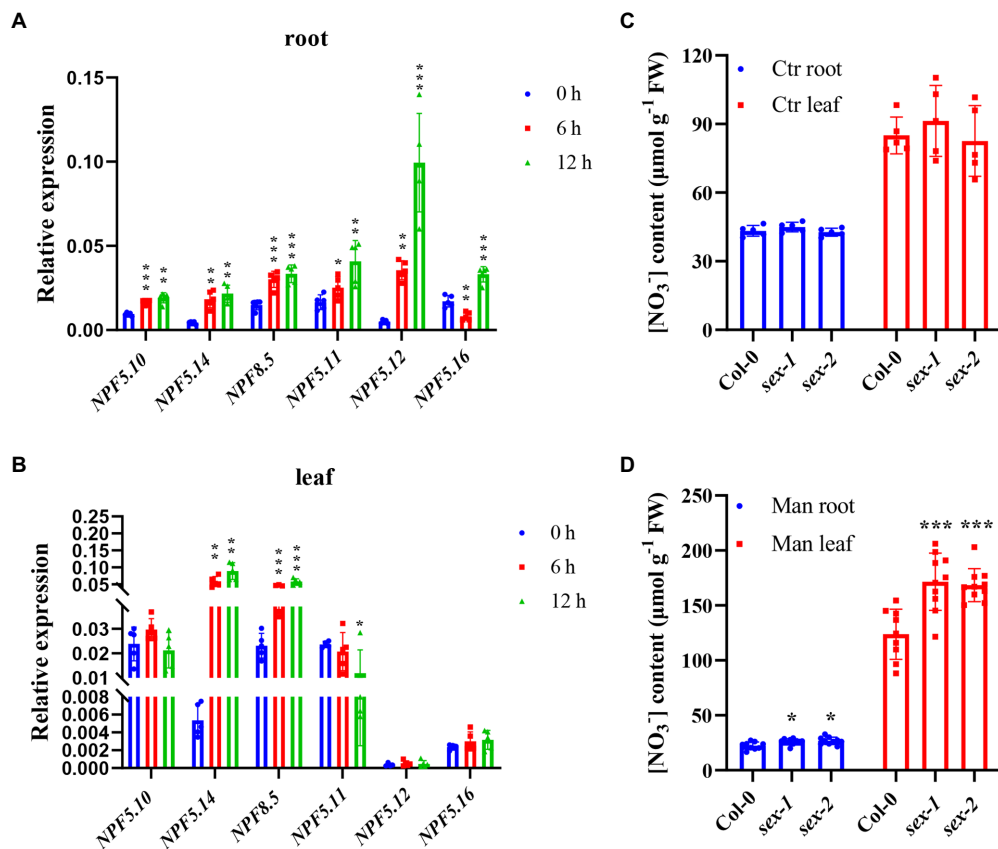 A
root
Relative expression
0.15
0.10
0.05
0.00
0 h
6 h
12 h
*** ** ** ** *** *** * ** ** *** ** ***
NPF5.10 NPF5.14 NPF8.5 NPF5.11 NPF5.12 NPF5.16
B
leaf
Relative expression
0.25
0.20
0.15
0.10
0.05
0.03
0.02
0.01
0.008
0.006
0.004
0.002
0.000
0 h
6 h
12 h
** ** *** *** *
NPF5.10 NPF5.14 NPF8.5 NPF5.11 NPF5.12 NPF5.16
C
[NO₃⁻] content (μmol g⁻¹ FW)
120
90
60
30
0
Ctr root
Ctr leaf
Col-0 sex-1 sex-2 Col-0 sex-1 sex-2
D
[NO₃⁻] content (μmol g⁻¹ FW)
250
200
150
100
50
0
Man root
Man leaf
* * *** ***
Col-0 sex-1 sex-2 Col-0 sex-1 sex-2